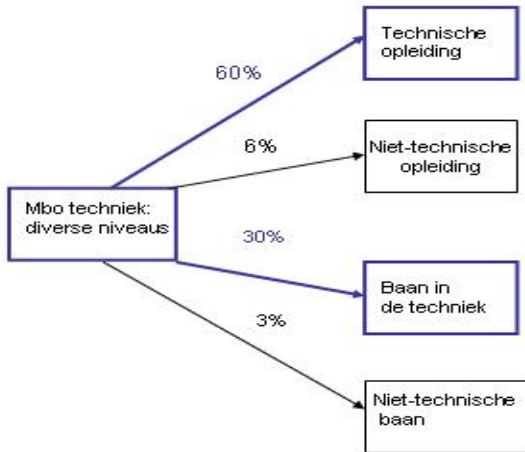 Technische
opleiding
60%
6%
Niet-technische
opleiding
Mbo techniek:
diverse niveaus
30%
Baan in
de techniek
3%
Niet-technische
baan